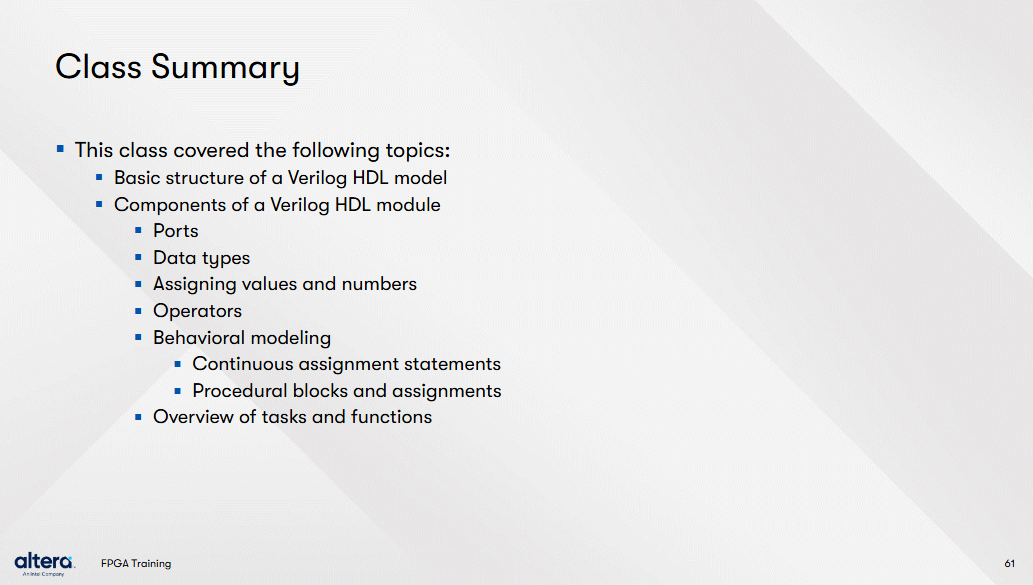 Class Summary
This class covered the following topics:
Basic structure of a Verilog HDL model
Components of a Verilog HDL module
Ports
Data types
Assigning values and numbers
Operators
Behavioral modeling
Continuous assignment statements
Procedural blocks and assignments
Overview of tasks and functions
altera.
An Intel Company
FPGA Training
61